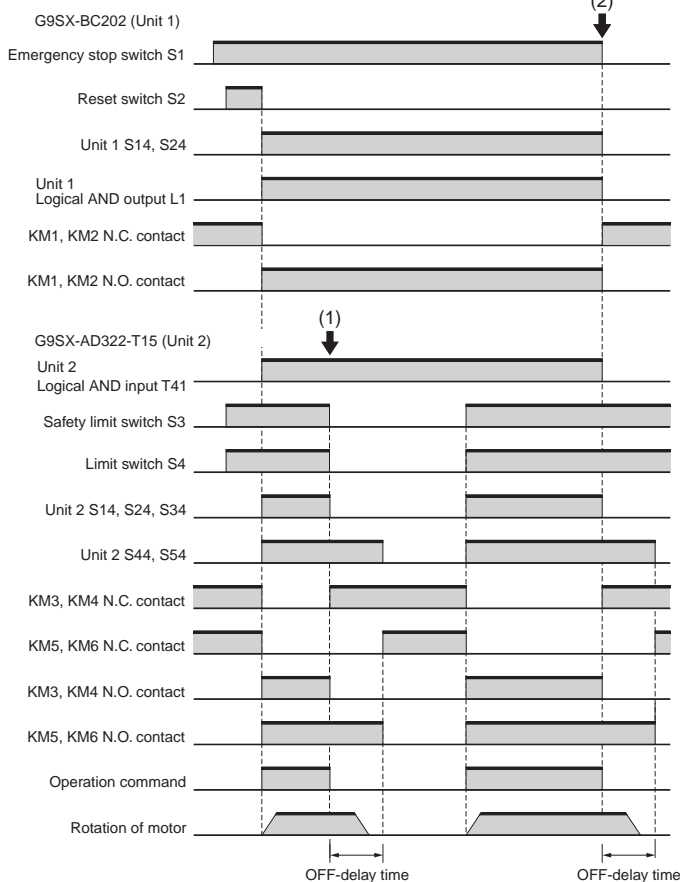 (2)
G9SX-BC202 (Unit 1)
Emergency stop switch S1
Reset switch S2
Unit 1 S14, S24
Unit 1
Logical AND output L1
KM1, KM2 N.C. contact
KM1, KM2 N.O. contact
(1)
G9SX-AD322-T15 (Unit 2)
Unit 2
Logical AND input T41
Safety limit switch S3
Limit switch S4
Unit 2 S14, S24, S34
Unit 2 S44, S54
KM3, KM4 N.C. contact
KM5, KM6 N.C. contact
KM3, KM4 N.O. contact
KM5, KM6 N.O. contact
Operation command
Rotation of motor
OFF-delay time OFF-delay time